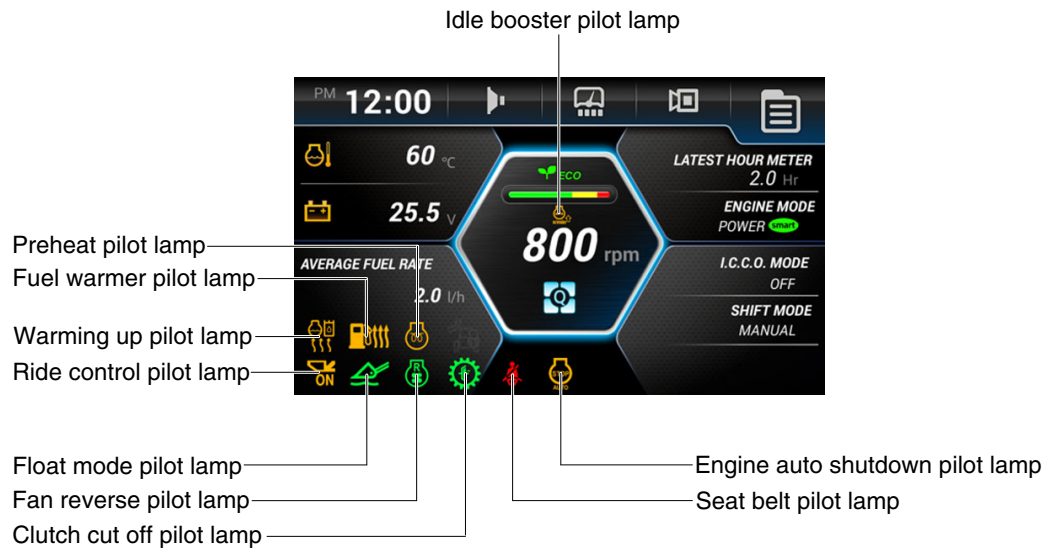 Idle booster pilot lamp
PM 12:00
60 °C
ECO
LATEST HOUR METER
2.0 Hr
25.5 V
ENGINE MODE
POWER smart
800 rpm
Preheat pilot lamp
Fuel warmer pilot lamp
AVERAGE FUEL RATE
2.0 l/h
I.C.C.O. MODE
OFF
Q
SHIFT MODE
MANUAL
Warming up pilot lamp
Ride control pilot lamp
ON
R
STOP
AUTO
Float mode pilot lamp
Engine auto shutdown pilot lamp
Fan reverse pilot lamp
Seat belt pilot lamp
Clutch cut off pilot lamp